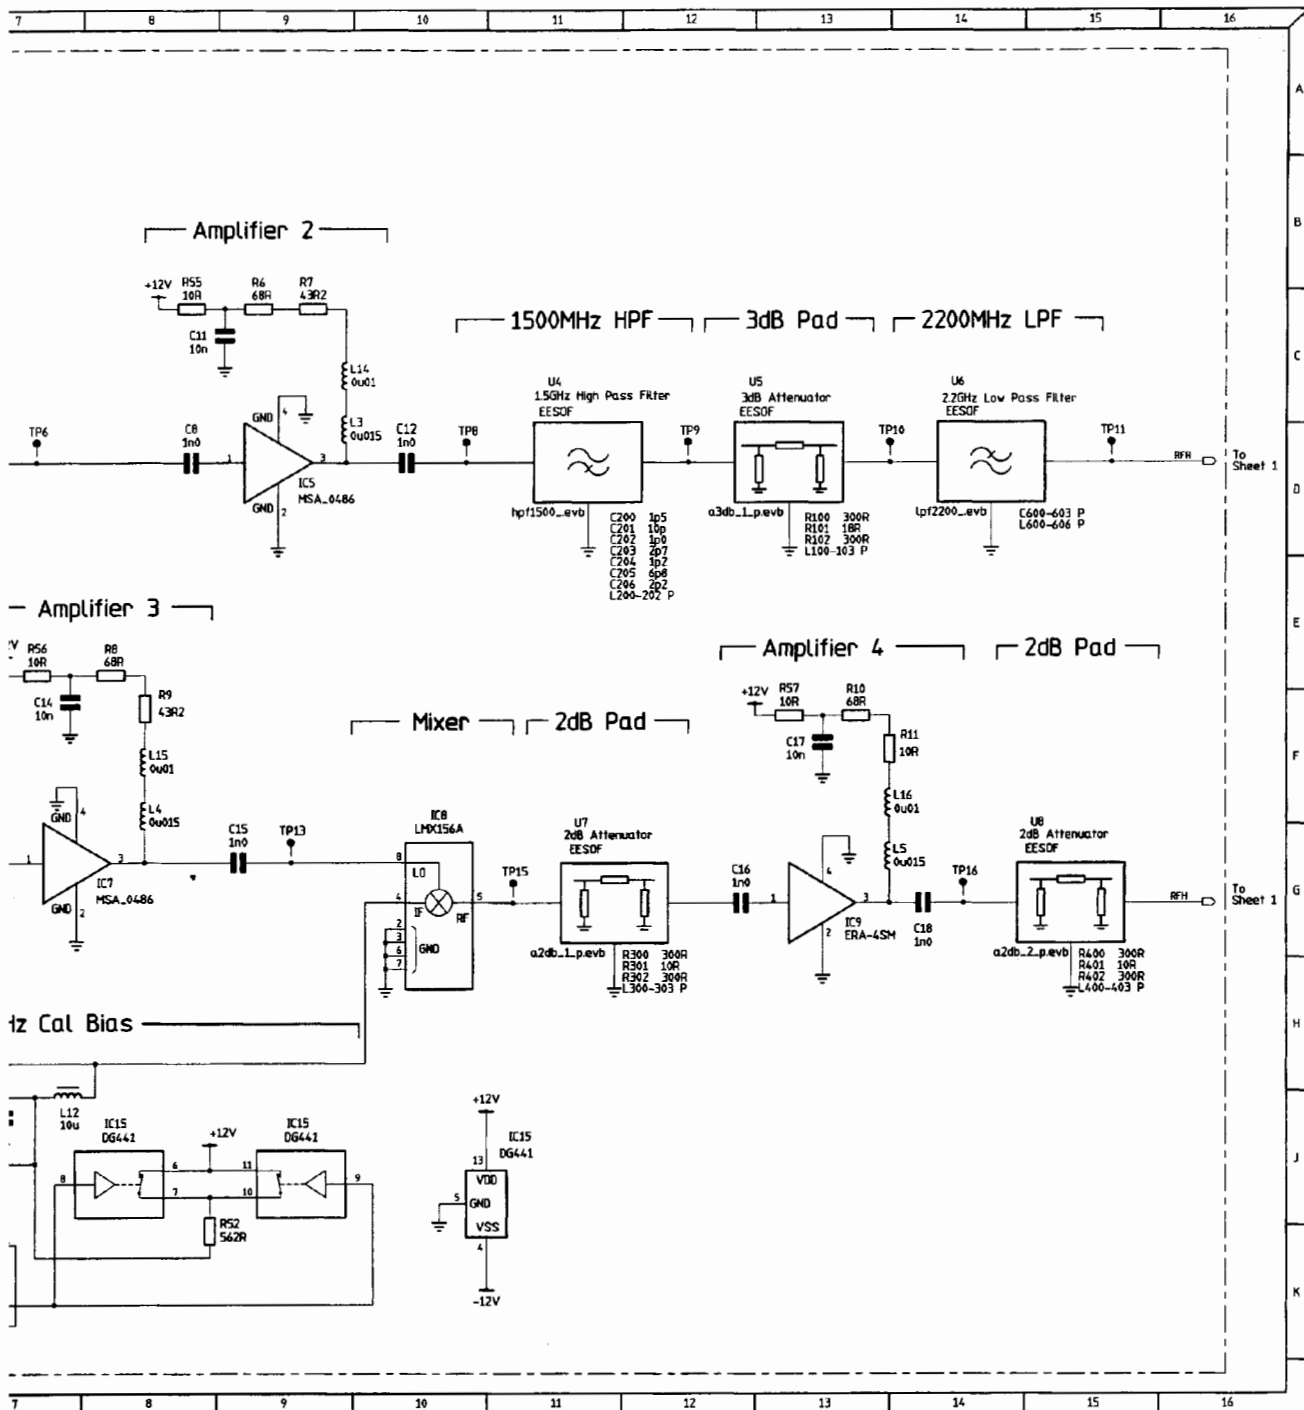 7 8 9 10 11 12 13 14 15 16
A
B
C
D
E
F
G
H
J
K
Amplifier 2
+12V
R55
10R
R6
68R
R7
43R2
C11
10n
L14
0u01
L3
0u015
GND 4
TP6
C8
1n0
1
3
IC5
MSA_0486
GND 2
C12
1n0
TP8
1500MHz HPF
U4
1.5GHz High Pass Filter
EESOF
hpf1500_.evb
C200 1p5
C201 10p
C202 1p0
C203 2p7
C204 1p2
C205 6p8
C206 2p2
L200-202 P
TP9
3dB Pad
U5
3dB Attenuator
EESOF
a3db_1_p.evb
R100 300R
R101 18R
R102 300R
L100-103 P
TP10
2200MHz LPF
U6
2.2GHz Low Pass Filter
EESOF
lpf2200_.evb
C600-603 P
L600-606 P
TP11
RFR
To
Sheet 1
Amplifier 3
V
R56
10R
R8
68R
C14
10n
R9
43R2
L15
0u01
L4
0u015
GND 4
1
3
IC7
MSA_0486
GND 2
C15
1n0
TP13
Mixer
IC8
LMX156A
8
LO
4
IF
RF
5
2
3
6
7
GND
TP15
2dB Pad
U7
2dB Attenuator
EESOF
a2db_1_p.evb
R300 300R
R301 10R
R302 300R
L300-303 P
Amplifier 4
+12V
R57
10R
R10
68R
C17
10n
R11
10R
L16
0u01
L5
0u015
C16
1n0
1
4
3
2
IC9
ERA-4SM
C18
1n0
TP16
2dB Pad
U8
2dB Attenuator
EESOF
a2db_2_p.evb
R400 300R
R401 10R
R402 300R
L400-403 P
RFH
To
Sheet 1
Hz Cal Bias
L12
10u
IC15
DG441
8
6
7
+12V
R52
562R
IC15
DG441
11
10
9
+12V
IC15
DG441
13
VDD
5
GND
VSS
4
-12V
7 8 9 10 11 12 13 14 15 16